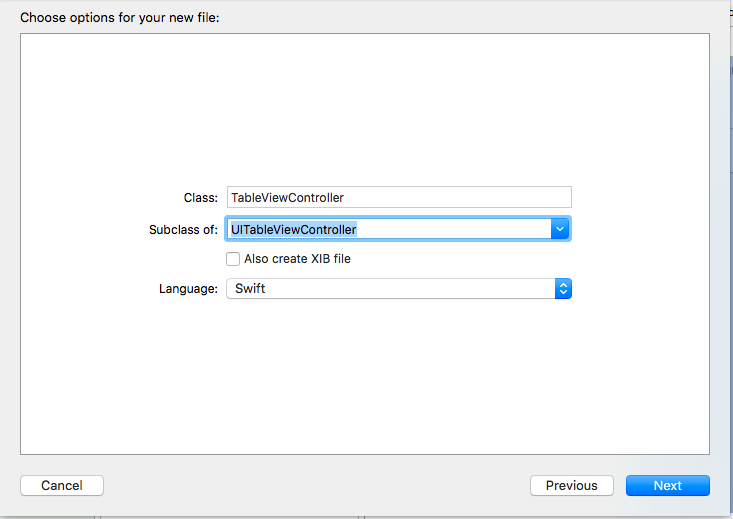 Choose options for your new file:
Class: TableViewController
Subclass of: UITableViewController
Also create XIB file
Language: Swift
Cancel Previous Next